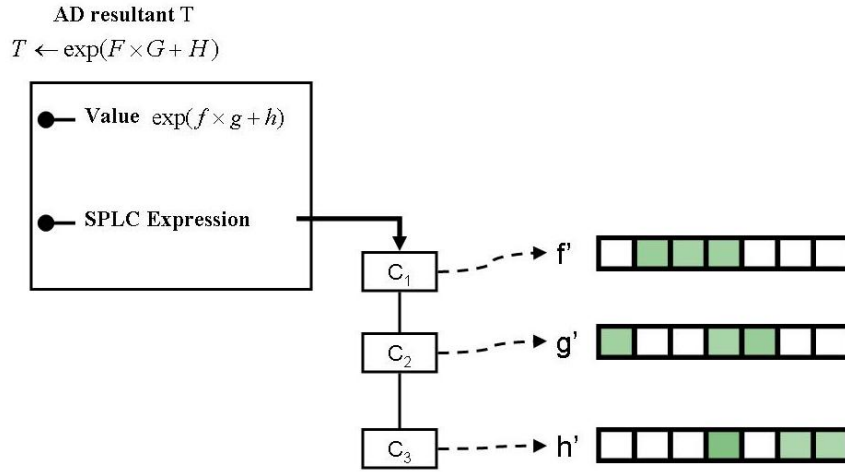 AD resultant T
T ← exp(F × G + H)
Value exp(f × g + h)
SPLC Expression
C₁
f’
C₂
g’
C₃
h’